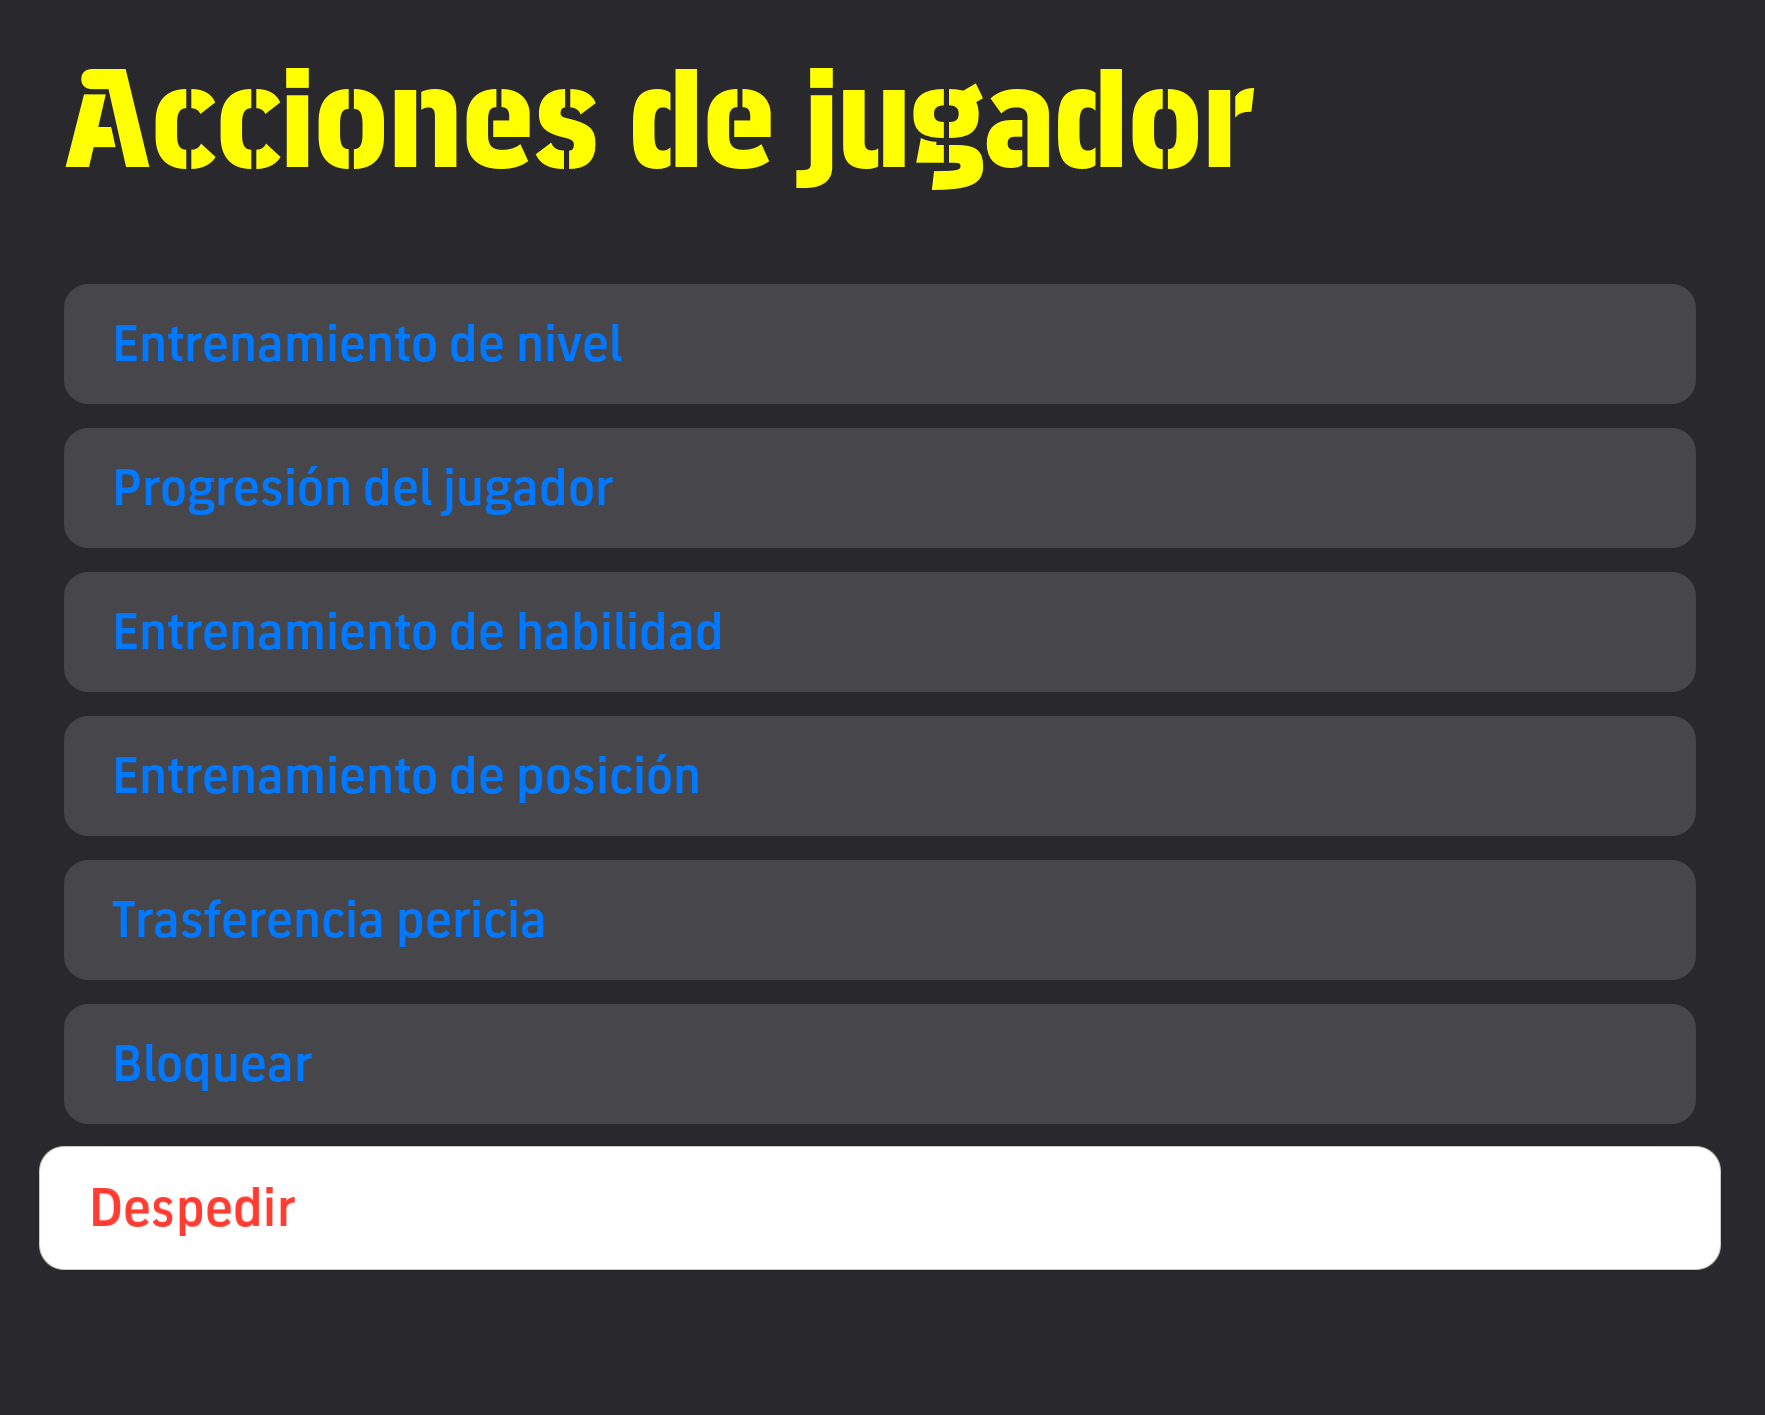 Acciones de jugador
Entrenamiento de nivel
Progresión del jugador
Entrenamiento de habilidad
Entrenamiento de posición
Trasferencia pericia
Bloquear
Despedir